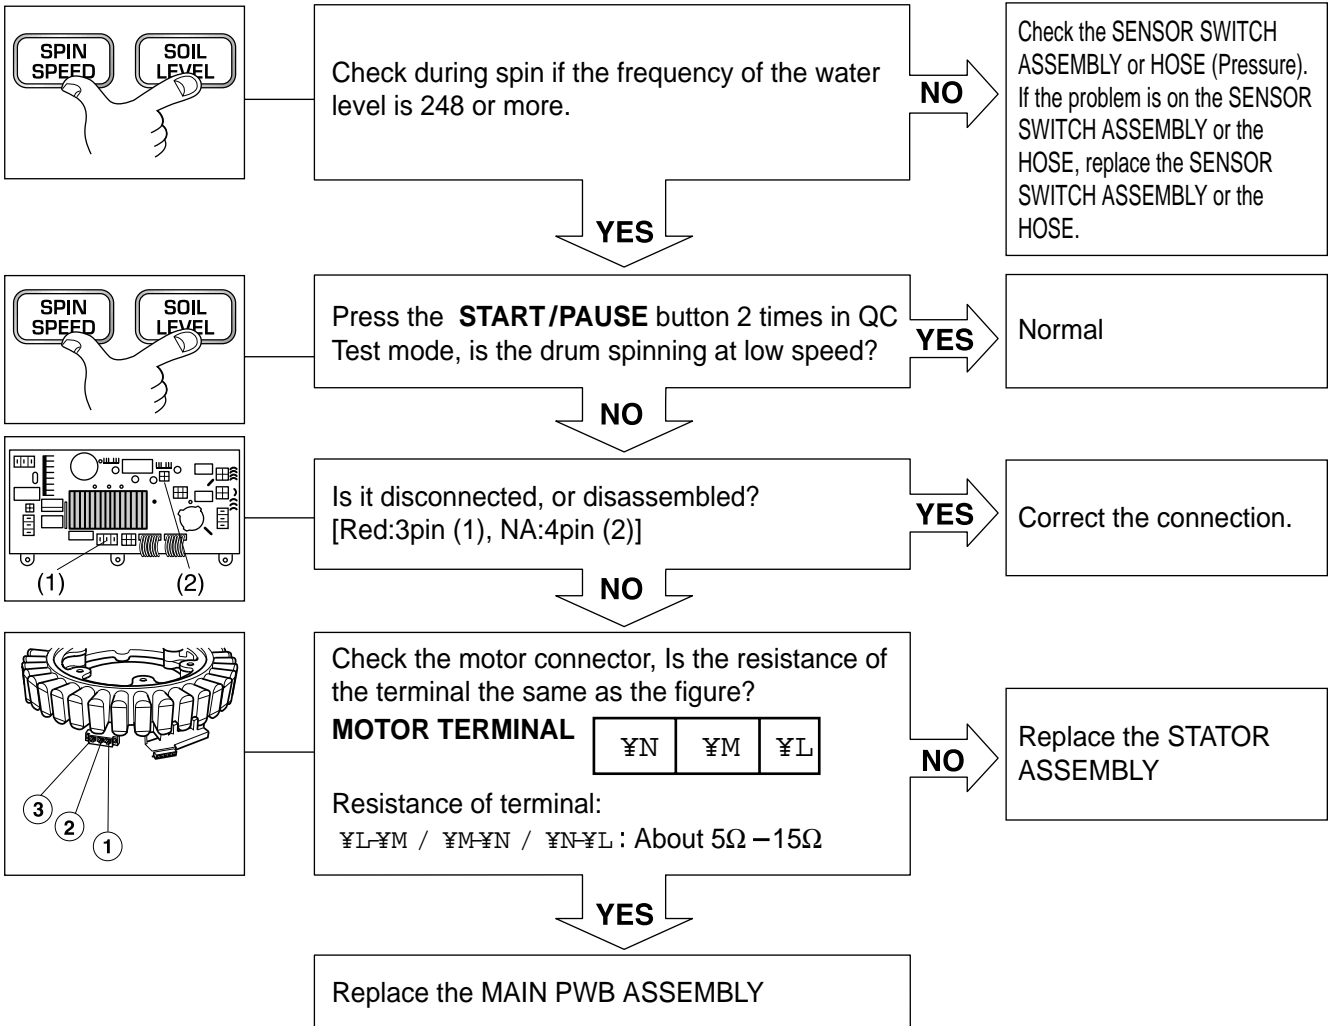 SPIN SPEED
SOIL LEVEL
Check during spin if the frequency of the water
level is 248 or more.
NO
Check the SENSOR SWITCH
ASSEMBLY or HOSE (Pressure).
If the problem is on the SENSOR
SWITCH ASSEMBLY or the
HOSE, replace the SENSOR
SWITCH ASSEMBLY or the
HOSE.
YES
SPIN SPEED
SOIL LEVEL
Press the START/PAUSE button 2 times in QC
Test mode, is the drum spinning at low speed?
YES
Normal
NO
(1)
(2)
Is it disconnected, or disassembled?
[Red:3pin (1), NA:4pin (2)]
YES
Correct the connection.
NO
3
2
1
Check the motor connector, Is the resistance of
the terminal the same as the figure?
MOTOR TERMINAL
¥N ¥M ¥L
Resistance of terminal:
¥L-¥M / ¥M-¥N / ¥N-¥L : About 5Ω – 15Ω
NO
Replace the STATOR
ASSEMBLY
YES
Replace the MAIN PWB ASSEMBLY